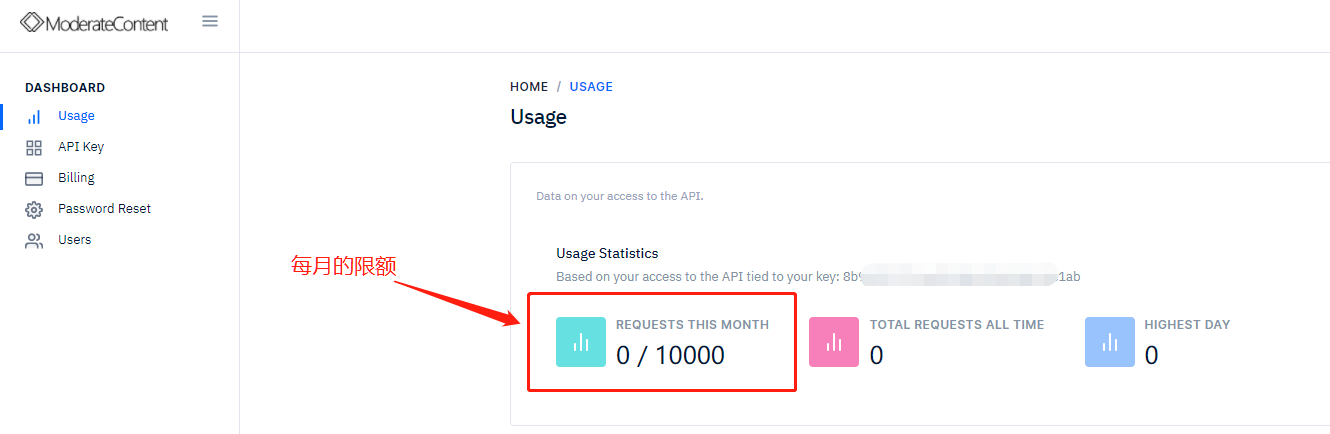 ModerateContent
DASHBOARD
Usage
API Key
Billing
Password Reset
Users
HOME / USAGE
Usage
Data on your access to the API.
Usage Statistics
Based on your access to the API tied to your key: 8b
1ab
每月的限额
REQUESTS THIS MONTH
0 / 10000
TOTAL REQUESTS ALL TIME
0
HIGHEST DAY
0